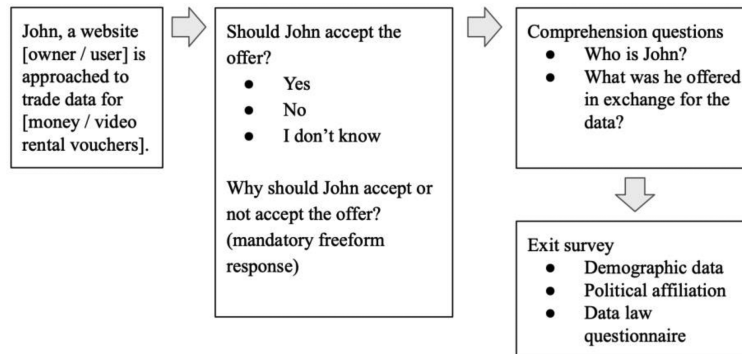 John, a website
[owner / user] is
approached to
trade data for
[money / video
rental vouchers].
Should John accept the
offer?
● Yes
● No
● I don’t know
Why should John accept or
not accept the offer?
(mandatory freeform
response)
Comprehension questions
● Who is John?
● What was he offered
in exchange for the
data?
Exit survey
● Demographic data
● Political affiliation
● Data law
questionnaire